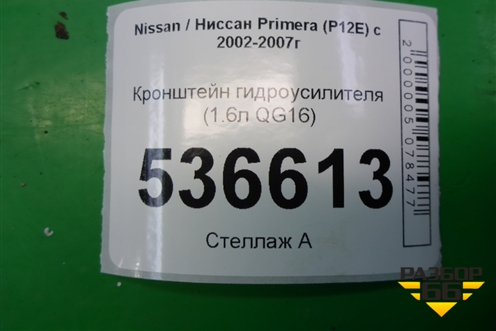 Nissan / Ниссан Primera (P12E) с
2002-2007г
Кронштейн гидроусилителя
(1.6л QG16)
536613
Стеллаж А
2000005078477
РАЗБОР
66